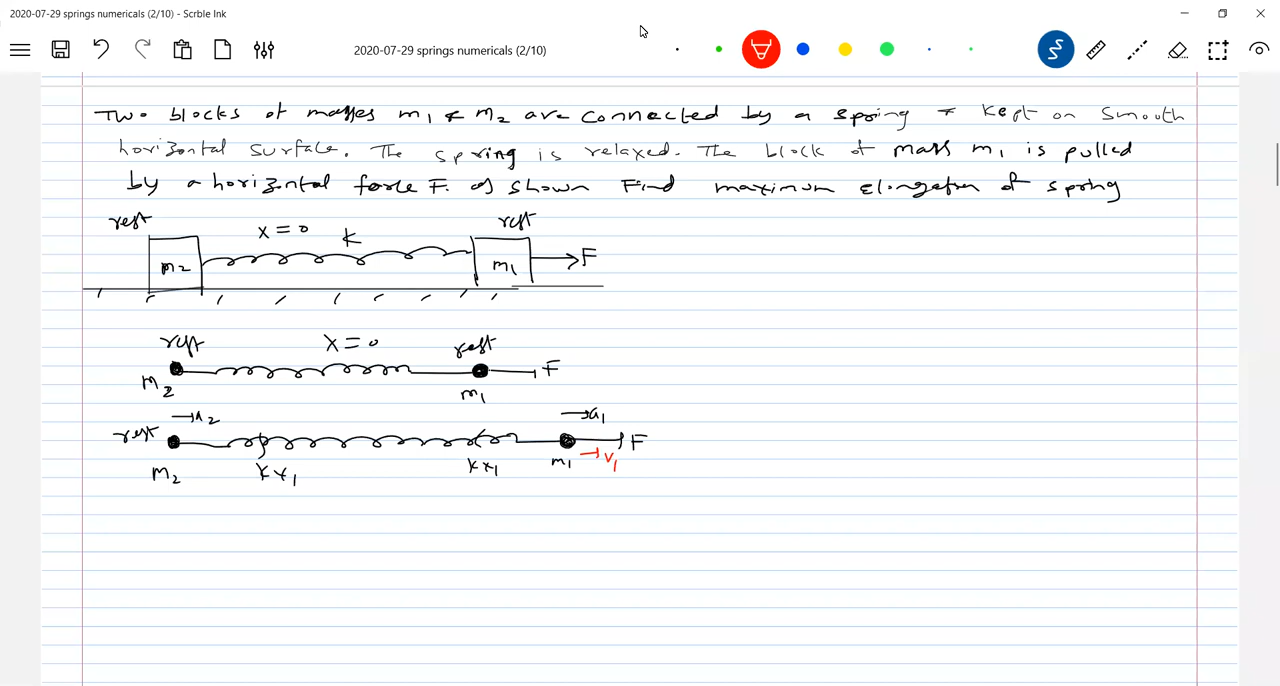 2020-07-29 springs numericals (2/10) - Scrble Ink
2020-07-29 springs numericals (2/10)
Two blocks of masses m1 & m2 are connected by a spring & kept on smooth
horizontal surface. The spring is relaxed. The block of mass m1 is pulled
by a horizontal force F. as shown Find maximum elongation of spring
rest x = 0 K rest
m2 m1 F
rest x = 0 rest
m2 m1 F
rest a2 a1
m2 kx1 kx1 m1 v1 F